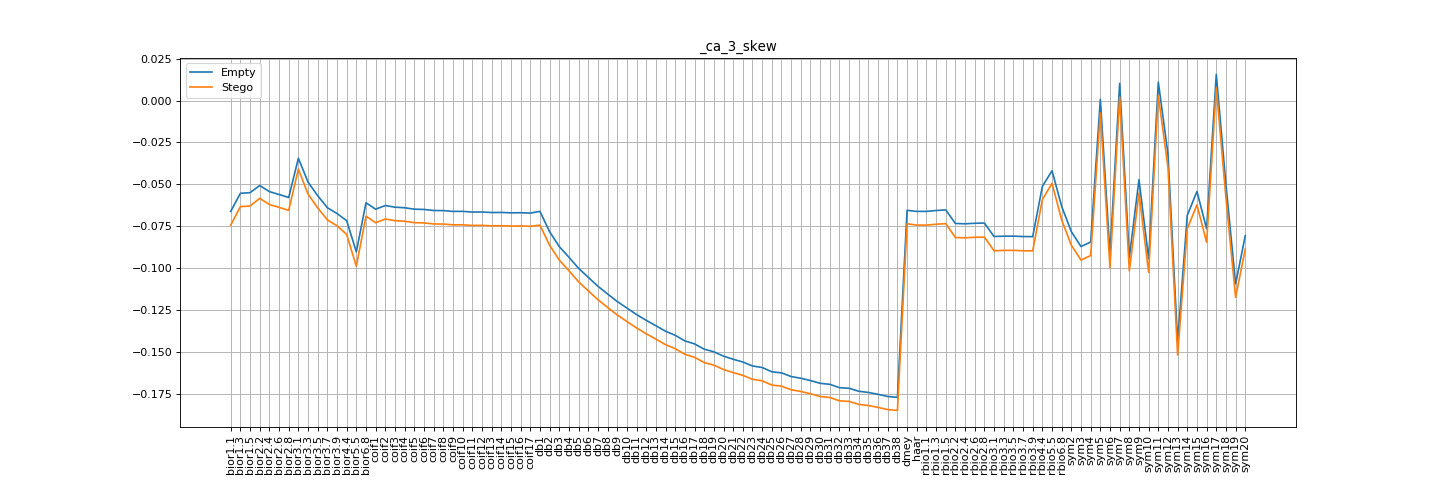 _ca_3_skew
Empty
Stego
0.025
0.000
−0.025
−0.050
−0.075
−0.100
−0.125
−0.150
−0.175
bior1.1
bior1.3
bior1.5
bior2.2
bior2.4
bior2.6
bior2.8
bior3.1
bior3.3
bior3.5
bior3.7
bior3.9
bior4.4
bior5.5
bior6.8
coif1
coif2
coif3
coif4
coif5
coif6
coif7
coif8
coif9
coif10
coif11
coif12
coif13
coif14
coif15
coif16
coif17
db1
db2
db3
db4
db5
db6
db7
db8
db9
db10
db11
db12
db13
db14
db15
db16
db17
db18
db19
db20
db21
db22
db23
db24
db25
db26
db27
db28
db29
db30
db31
db32
db33
db34
db35
db36
db37
db38
dmey
haar
rbio1.1
rbio1.3
rbio1.5
rbio2.2
rbio2.4
rbio2.6
rbio2.8
rbio3.1
rbio3.3
rbio3.5
rbio3.7
rbio3.9
rbio4.4
rbio5.5
rbio6.8
sym2
sym3
sym4
sym5
sym6
sym7
sym8
sym9
sym10
sym11
sym12
sym13
sym14
sym15
sym16
sym17
sym18
sym19
sym20